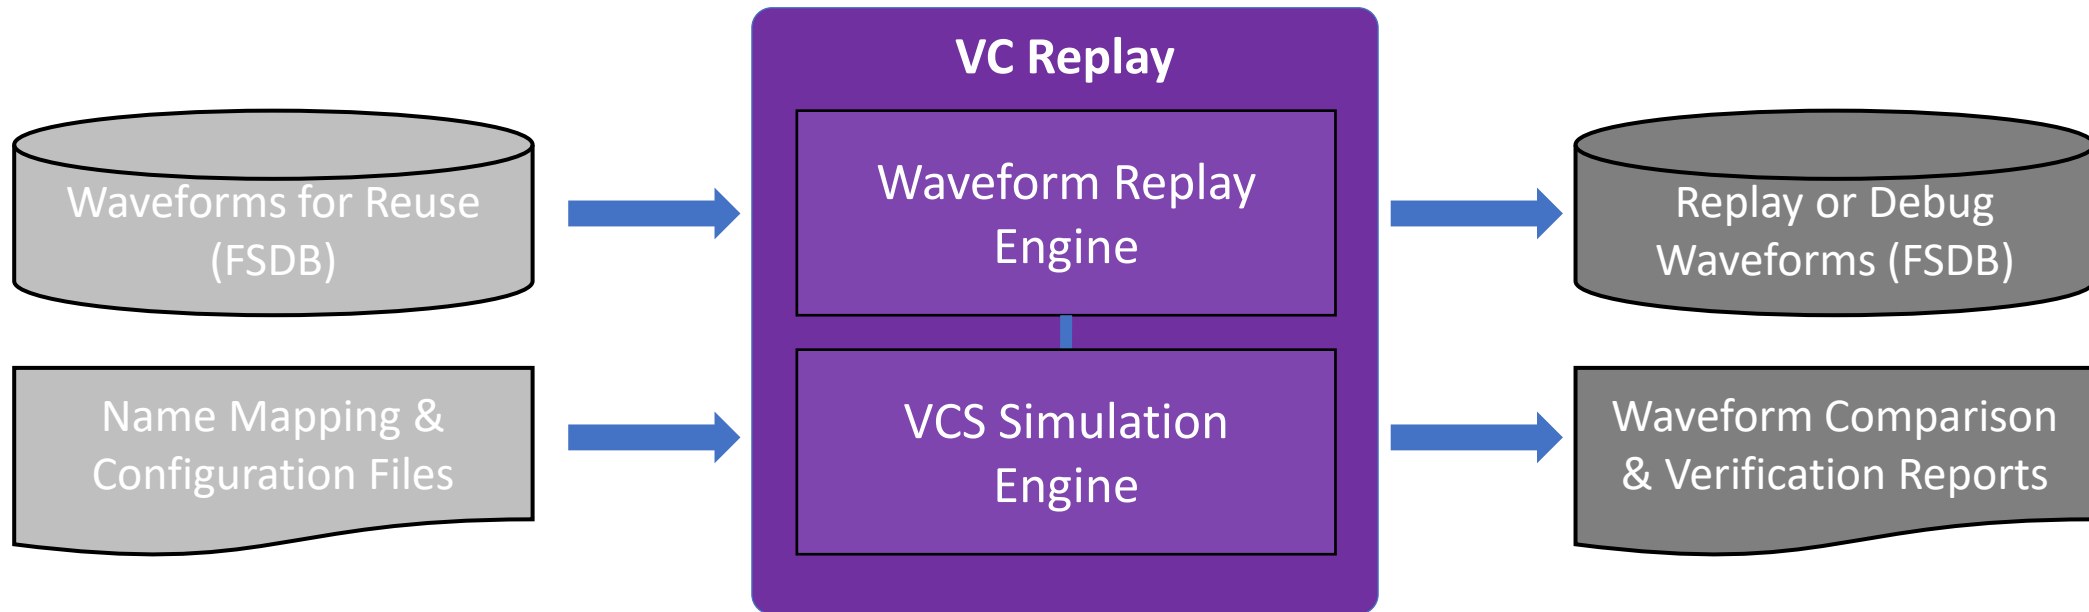 VC Replay
Waveforms for Reuse
(FSDB)
Waveform Replay
Engine
Replay or Debug
Waveforms (FSDB)
Name Mapping &
Configuration Files
VCS Simulation
Engine
Waveform Comparison
& Verification Reports